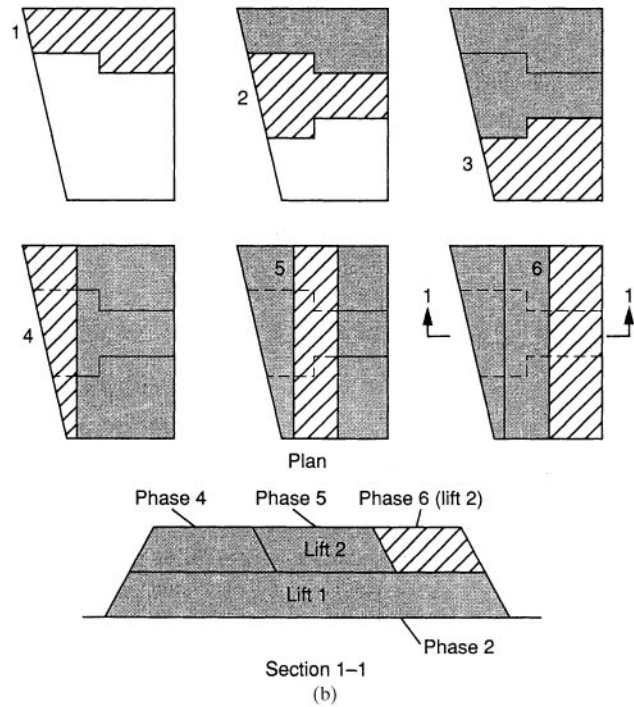 1
2
3
4
5
6
1
1
Plan
Phase 4
Phase 5
Phase 6 (lift 2)
Lift 2
Lift 1
Phase 2
Section 1–1
(b)